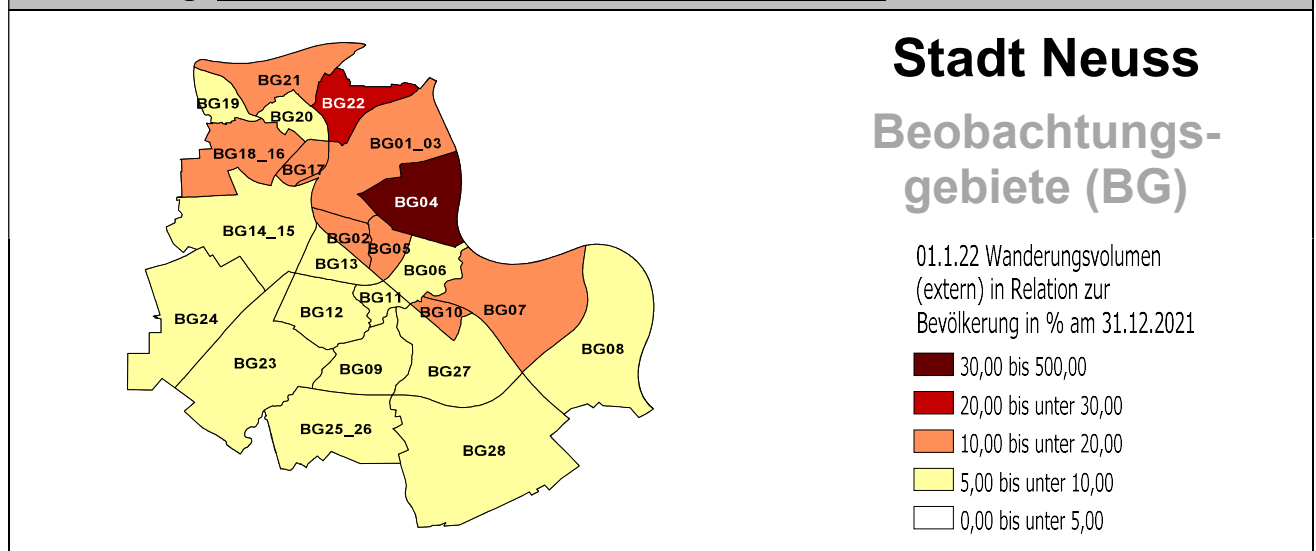 Stadt Neuss
Beobachtungs-
gebiete (BG)
01.1.22 Wanderungsvolumen
(extern) in Relation zur
Bevölkerung in % am 31.12.2021
30,00 bis 500,00
20,00 bis unter 30,00
10,00 bis unter 20,00
5,00 bis unter 10,00
0,00 bis unter 5,00
BG21
BG19
BG22
BG20
BG01_03
BG18_16
BG17
BG04
BG14_15
BG02
BG05
BG13
BG06
BG11
BG24
BG12
BG10
BG07
BG08
BG23
BG09
BG27
BG25_26
BG28